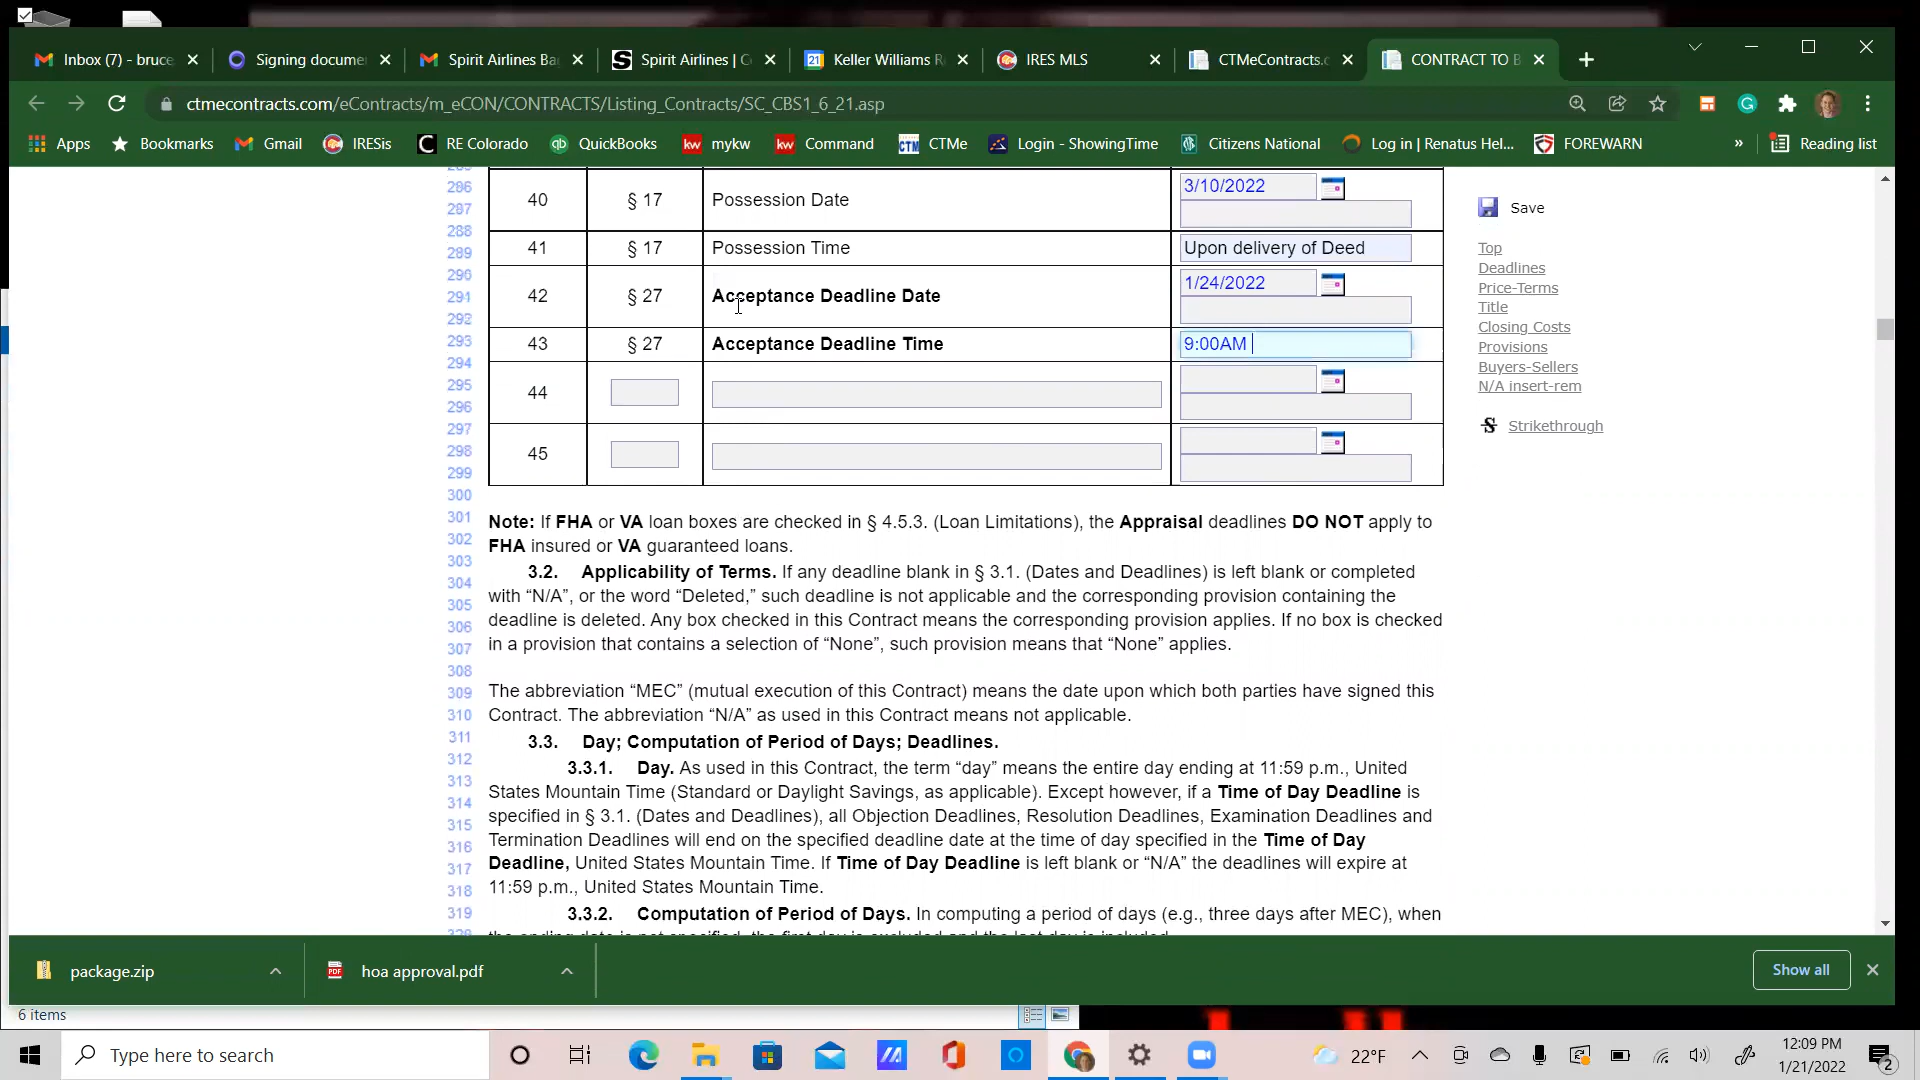 Inbox (7) - bruce
Signing documer
Spirit Airlines Ba
Spirit Airlines | C
Keller Williams R
IRES MLS
CTMeContracts.c
CONTRACT TO B
ctmecontracts.com/eContracts/m_eCON/CONTRACTS/Listing_Contracts/SC_CBS1_6_21.asp
Apps
Bookmarks
Gmail
IRESis
RE Colorado
QuickBooks
mykw
Command
CTMe
Login - ShowingTime
Citizens National
Log in | Renatus Hel...
FOREWARN
»
Reading list
286 40 § 17 Possession Date 3/10/2022
287
288
289 41 § 17 Possession Time Upon delivery of Deed
290
291 42 § 27 Acceptance Deadline Date 1/24/2022
292
293 43 § 27 Acceptance Deadline Time 9:00AM
294
295 44
296
297
298 45
299
300
301 Note: If FHA or VA loan boxes are checked in § 4.5.3. (Loan Limitations), the Appraisal deadlines DO NOT apply to
302 FHA insured or VA guaranteed loans.
303 3.2. Applicability of Terms. If any deadline blank in § 3.1. (Dates and Deadlines) is left blank or completed
304 with “N/A”, or the word “Deleted,” such deadline is not applicable and the corresponding provision containing the
305 deadline is deleted. Any box checked in this Contract means the corresponding provision applies. If no box is checked
306 in a provision that contains a selection of “None”, such provision means that “None” applies.
307
308
309 The abbreviation “MEC” (mutual execution of this Contract) means the date upon which both parties have signed this
310 Contract. The abbreviation “N/A” as used in this Contract means not applicable.
311 3.3. Day; Computation of Period of Days; Deadlines.
312 3.3.1. Day. As used in this Contract, the term “day” means the entire day ending at 11:59 p.m., United
313 States Mountain Time (Standard or Daylight Savings, as applicable). Except however, if a Time of Day Deadline is
314 specified in § 3.1. (Dates and Deadlines), all Objection Deadlines, Resolution Deadlines, Examination Deadlines and
315 Termination Deadlines will end on the specified deadline date at the time of day specified in the Time of Day
316 Deadline, United States Mountain Time. If Time of Day Deadline is left blank or “N/A” the deadlines will expire at
317 11:59 p.m., United States Mountain Time.
318
319 3.3.2. Computation of Period of Days. In computing a period of days (e.g., three days after MEC), when
the ending date is not specified, the first day is excluded and the last day is included.
Save
Top
Deadlines
Price-Terms
Title
Closing Costs
Provisions
Buyers-Sellers
N/A insert-rem
S Strikethrough
package.zip
hoa approval.pdf
Show all
6 items
Type here to search
22°F
12:09 PM
1/21/2022
2